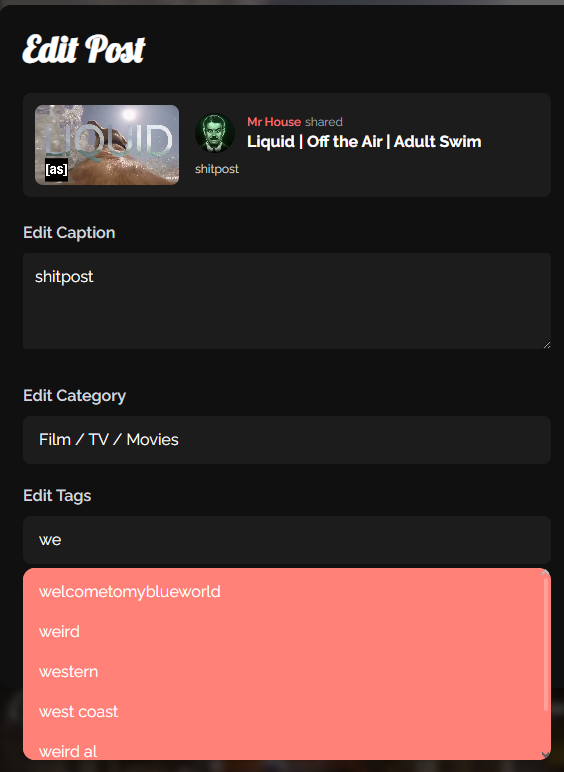 Edit Post
LIQUID
[as]
Mr House shared
Liquid | Off the Air | Adult Swim
shitpost
Edit Caption
shitpost
Edit Category
Film / TV / Movies
Edit Tags
we
welcometomyblueworld
weird
western
west coast
weird al